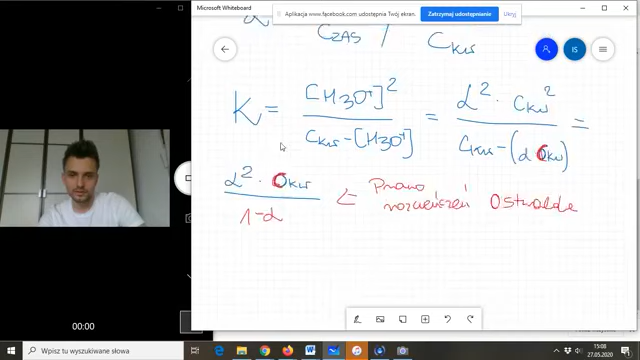 Microsoft Whiteboard
Aplikacja www.facebook.com udostępnia Twój ekran.
Zatrzymaj udostępnianie
Ukryj
α = CZAS / CKW
IS
K = [H3O+]² / CKW - [H3O+] = α² · CKW² / CKW - (α CKW) =
α² · CKW / 1-α ← Prawo
rozcieńczeń Ostwalda
00:00
Wpisz tu wyszukiwane słowo
15:08
27.05.2020